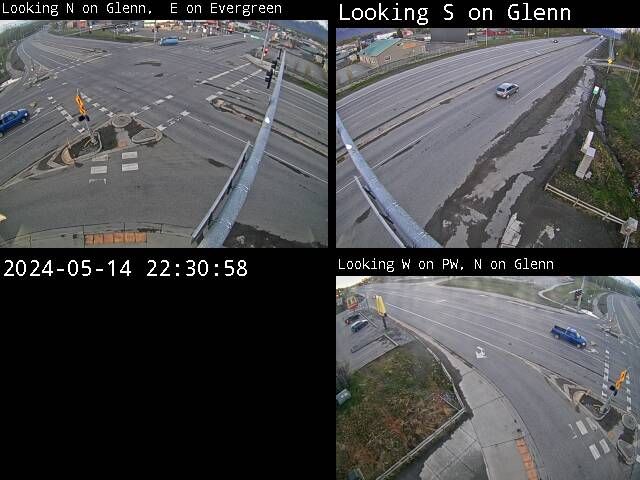 Looking N on Glenn, E on Evergreen
Looking S on Glenn
2024-05-14 22:30:58
Looking W on PW, N on Glenn